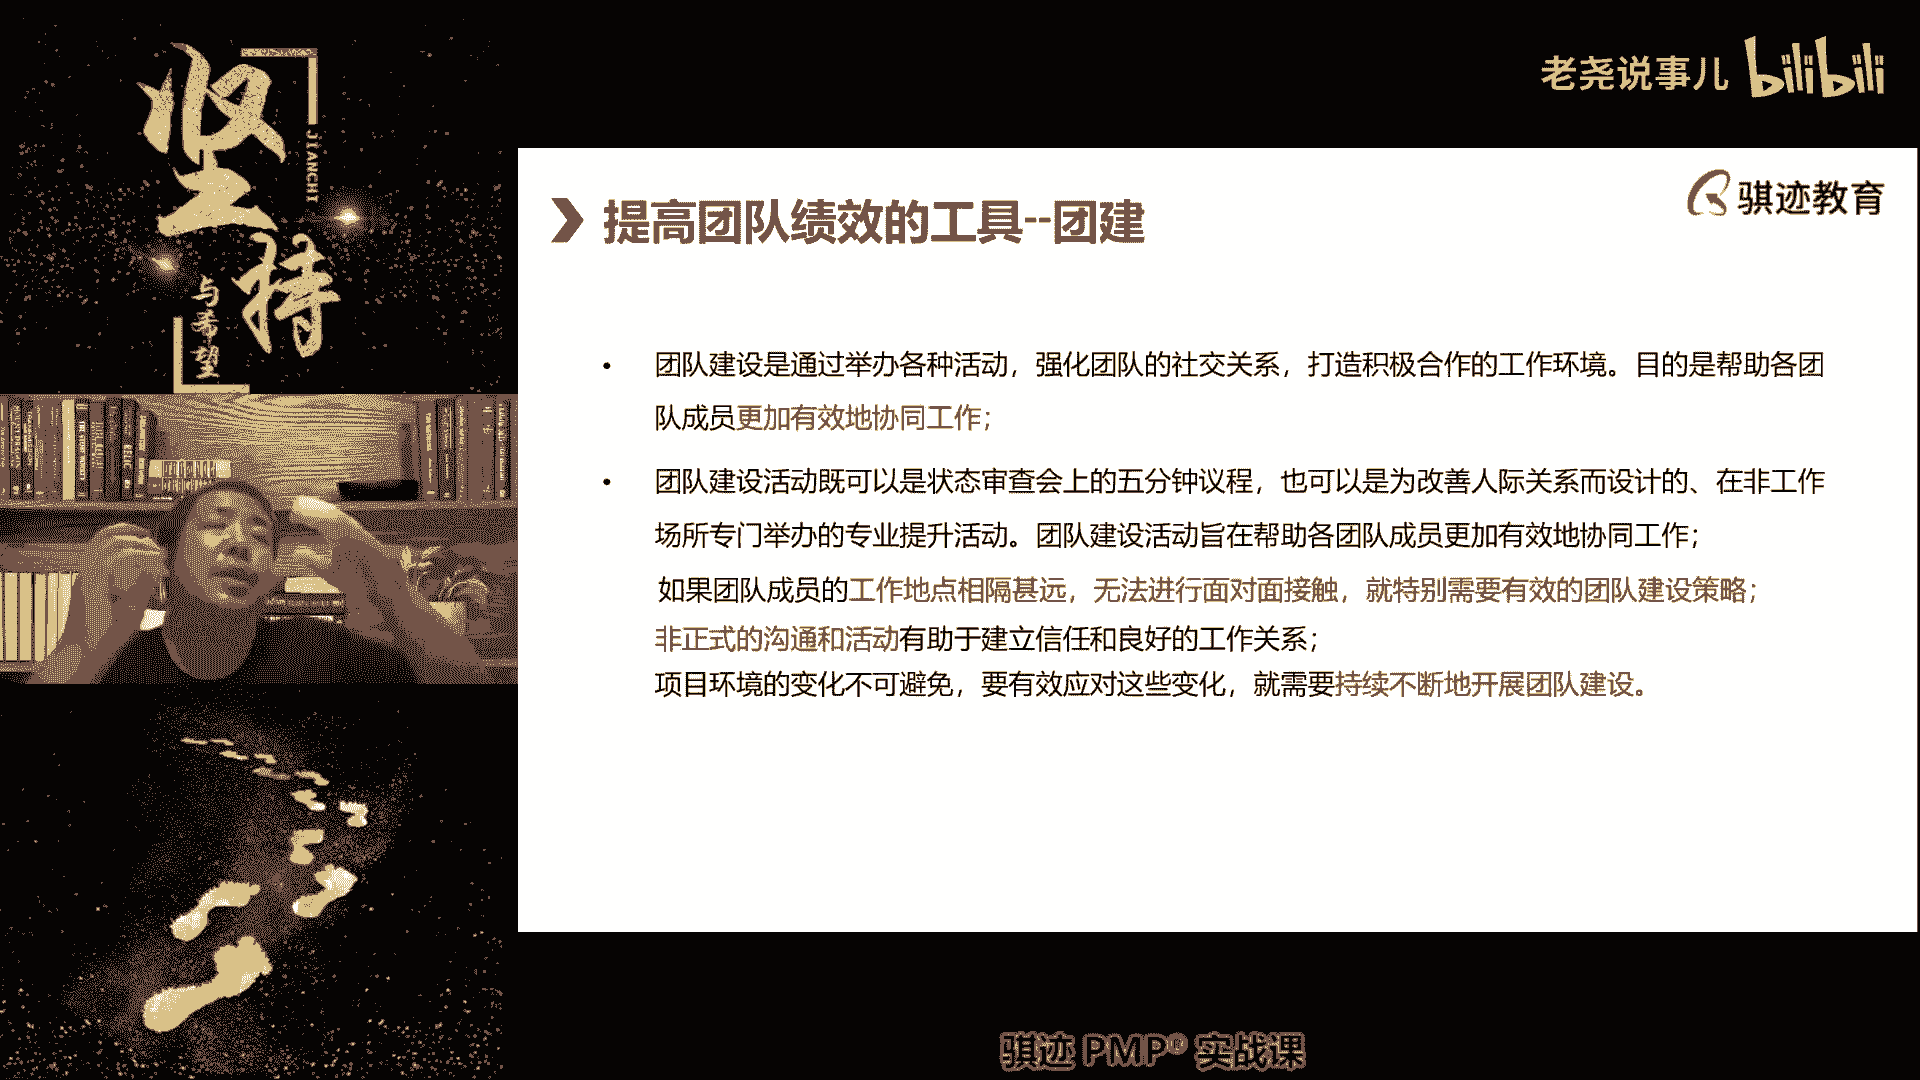 坚持
JIANCHI
与希望
老尧说事儿 bilibili
骐迹教育
提高团队绩效的工具--团建
• 团队建设是通过举办各种活动，强化团队的社交关系，打造积极合作的工作环境。目的是帮助各团
队成员更加有效地协同工作；
• 团队建设活动既可以是状态审查会上的五分钟议程，也可以是为改善人际关系而设计的、在非工作
场所专门举办的专业提升活动。团队建设活动旨在帮助各团队成员更加有效地协同工作；
如果团队成员的工作地点相隔甚远，无法进行面对面接触，就特别需要有效的团队建设策略；
非正式的沟通和活动有助于建立信任和良好的工作关系；
项目环境的变化不可避免，要有效应对这些变化，就需要持续不断地开展团队建设。
骐迹 PMP® 实战课